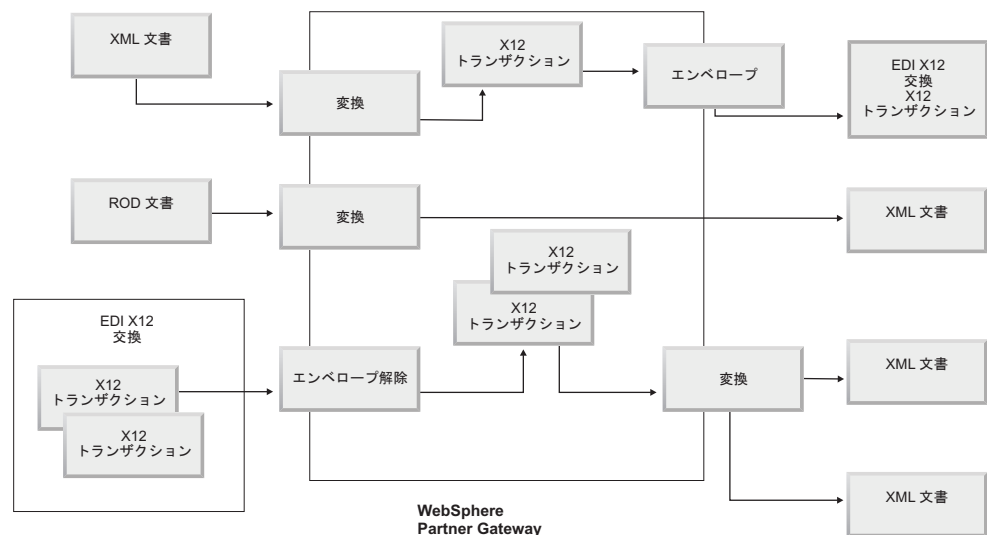 XML 文書
X12
トランザクション
変換
エンベロープ
EDI X12
交換
X12
トランザクション
ROD 文書
変換
XML 文書
X12
トランザクション
X12
トランザクション
EDI X12
交換
X12
トランザクション
X12
トランザクション
エンベロープ解除
変換
XML 文書
XML 文書
WebSphere
Partner Gateway